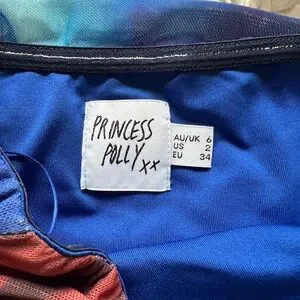 PRINCESS
POLLY xx
AU/UK 6
US 2
EU 34